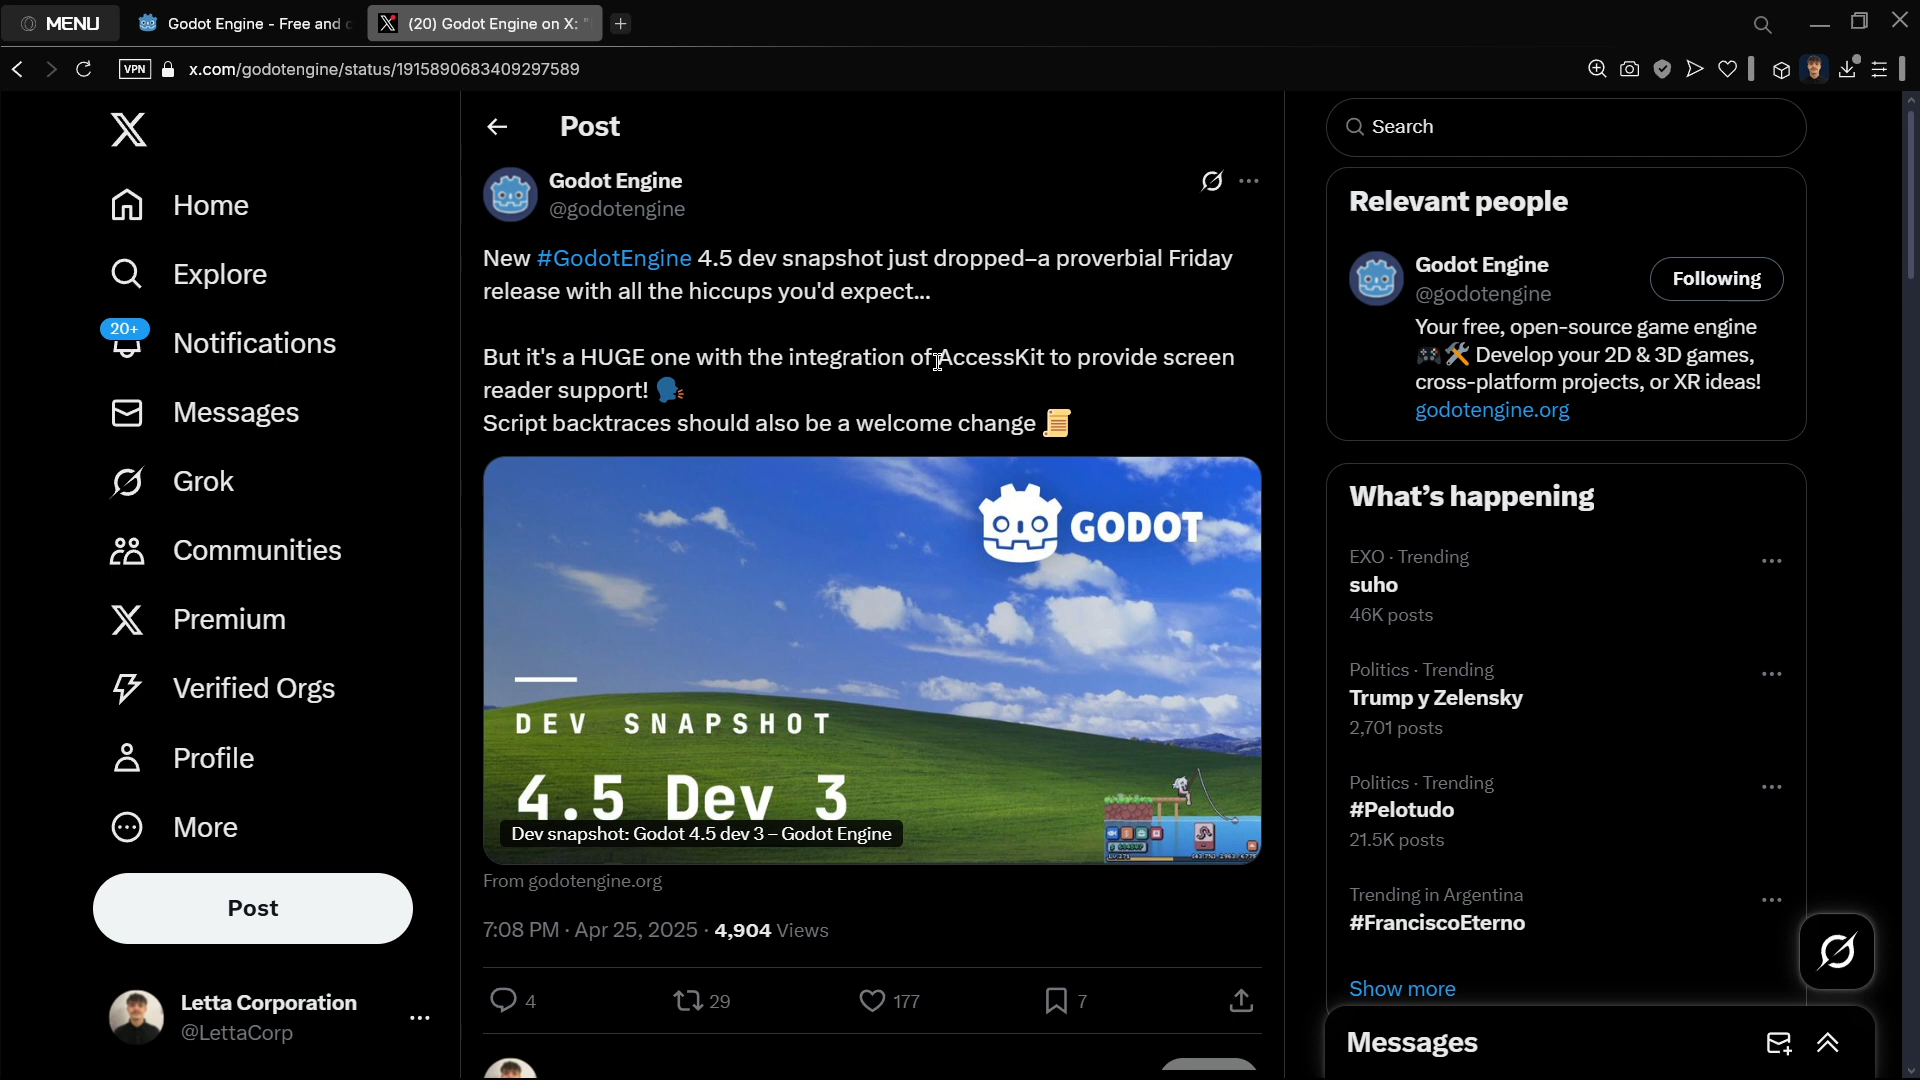 MENU
Godot Engine - Free and
(20) Godot Engine on X: "
VPN
x.com/godotengine/status/1915890683409297589
Home
Explore
20+
Notifications
Messages
Grok
Communities
Premium
Verified Orgs
Profile
More
Post
Letta Corporation
@LettaCorp
Post
Godot Engine
@godotengine
New #GodotEngine 4.5 dev snapshot just dropped–a proverbial Friday
release with all the hiccups you'd expect...
But it's a HUGE one with the integration of AccessKit to provide screen
reader support! 🗣️
Script backtraces should also be a welcome change 📜
GODOT
DEV SNAPSHOT
4.5 Dev 3
Dev snapshot: Godot 4.5 dev 3 – Godot Engine
From godotengine.org
7:08 PM · Apr 25, 2025 · 4,904 Views
4
29
177
7
Search
Relevant people
Godot Engine
@godotengine
Following
Your free, open-source game engine
🎮🛠️ Develop your 2D & 3D games,
cross-platform projects, or XR ideas!
godotengine.org
What's happening
EXO · Trending
suho
46K posts
Politics · Trending
Trump y Zelensky
2,701 posts
Politics · Trending
#Pelotudo
21.5K posts
Trending in Argentina
#FranciscoEterno
Show more
Messages